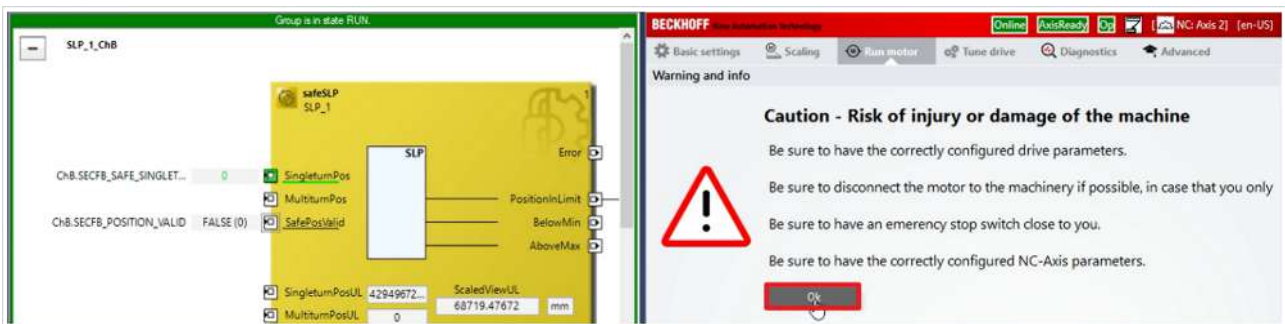 Group is in state RUN.
SLP_1_ChB
safeSLP
SLP_1
1
SLP
Error
ChB.SECFB_SAFE_SINGLET...
0
SingleturnPos
MultiturnPos
PositionInLimit
ChB.SECFB_POSITION_VALID
FALSE (0)
SafePosValid
BelowMin
AboveMax
SingleturnPosUL
42949672...
ScaledViewUL
68719.47672
mm
MultiturnPosUL
0
BECKHOFF New Automation Technology
Online
AxisReady
Op
NC: Axis 2]
[en-US]
Basic settings
Scaling
Run motor
Tune drive
Diagnostics
Advanced
Warning and info
Caution - Risk of injury or damage of the machine
Be sure to have the correctly configured drive parameters.
Be sure to disconnect the motor to the machinery if possible, in case that you only
Be sure to have an emerency stop switch close to you.
Be sure to have the correctly configured NC-Axis parameters.
Ok